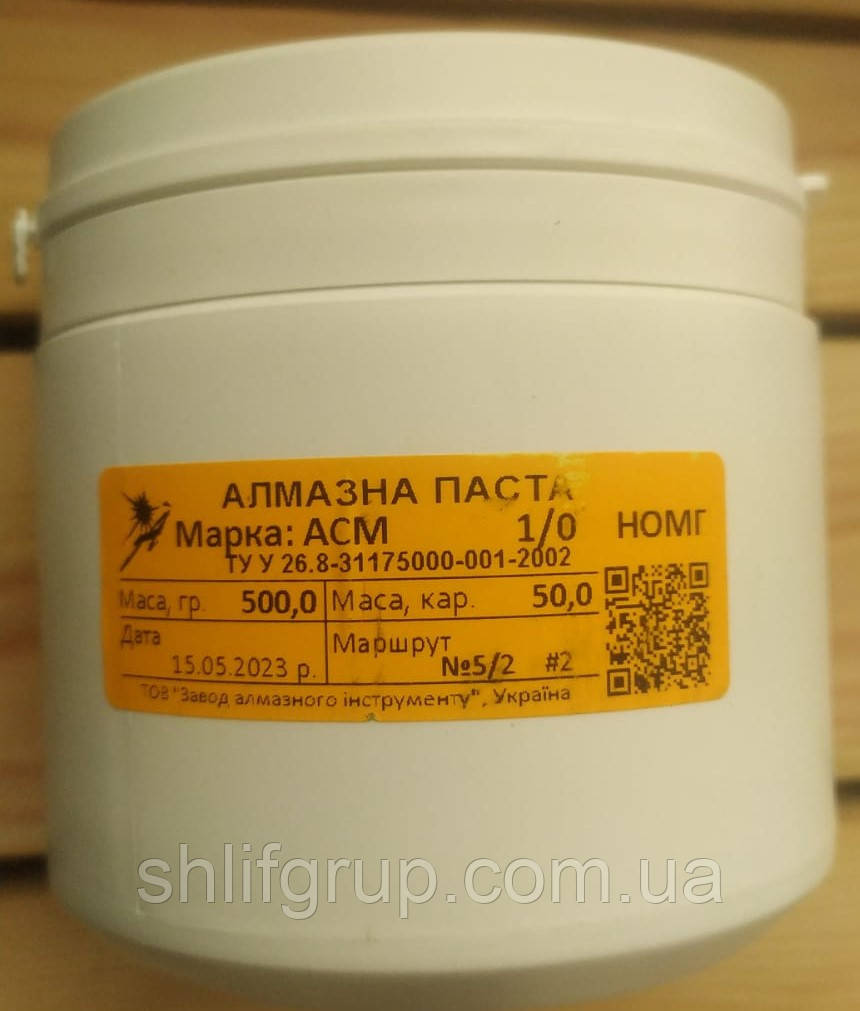 АЛМАЗНА ПАСТА
Марка: АСМ 1/0 НОМГ
ТУ У 26.8-31175000-001-2002
Маса, гр. 500,0 Маса, кар. 50,0
Дата Маршрут
15.05.2023 р. №5/2 #2
ТОВ "Завод алмазного інструменту", Україна
shlifgrup.com.ua